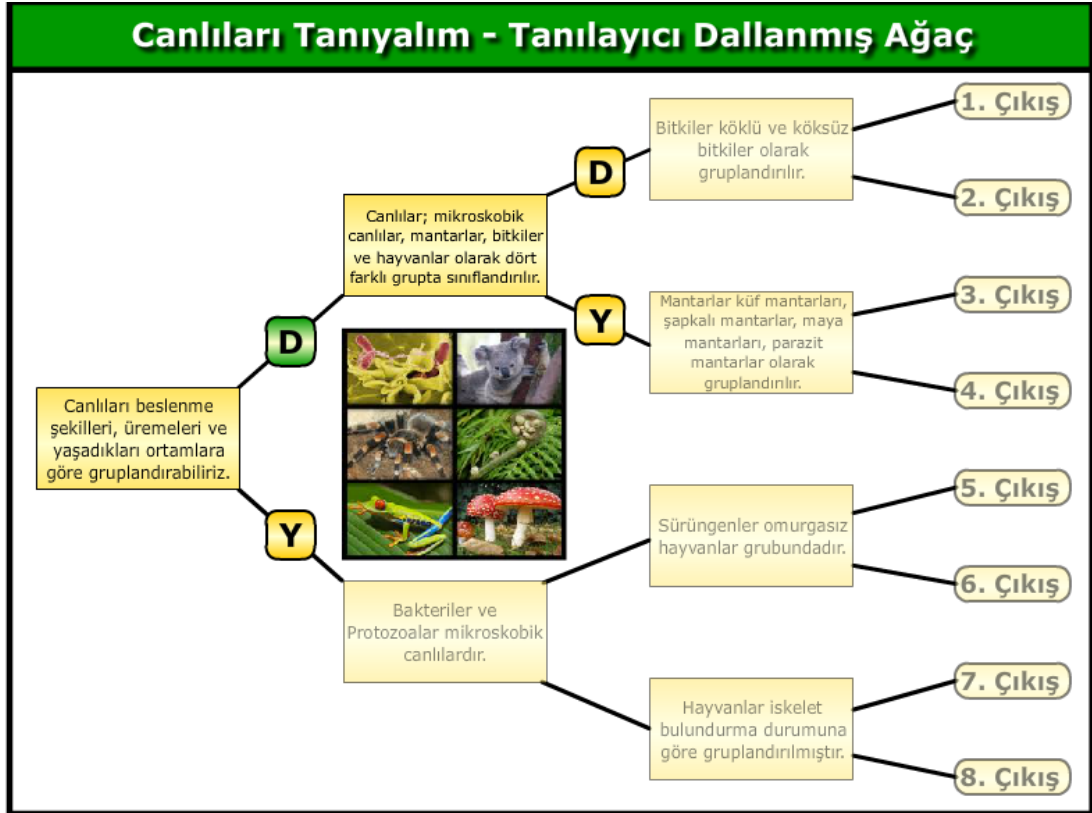 Canlıları Tanıyalım - Tanılayıcı Dallanmış Ağaç
Canlıları beslenme
şekilleri, üremeleri ve
yaşadıkları ortamlara
göre gruplandırabiliriz.
D
Y
Canlılar; mikroskobik
canlılar, mantarlar, bitkiler
ve hayvanlar olarak dört
farklı grupta sınıflandırılır.
D
Y
Bakteriler ve
Protozoalar mikroskobik
canlılardır.
Bitkiler köklü ve köksüz
bitkiler olarak
gruplandırılır.
Mantarlar küf mantarları,
şapkalı mantarlar, maya
mantarları, parazit
mantarlar olarak
gruplandırılır.
Sürüngenler omurgasız
hayvanlar grubundadır.
Hayvanlar iskelet
bulundurma durumuna
göre gruplandırılmıştır.
1. Çıkış
2. Çıkış
3. Çıkış
4. Çıkış
5. Çıkış
6. Çıkış
7. Çıkış
8. Çıkış